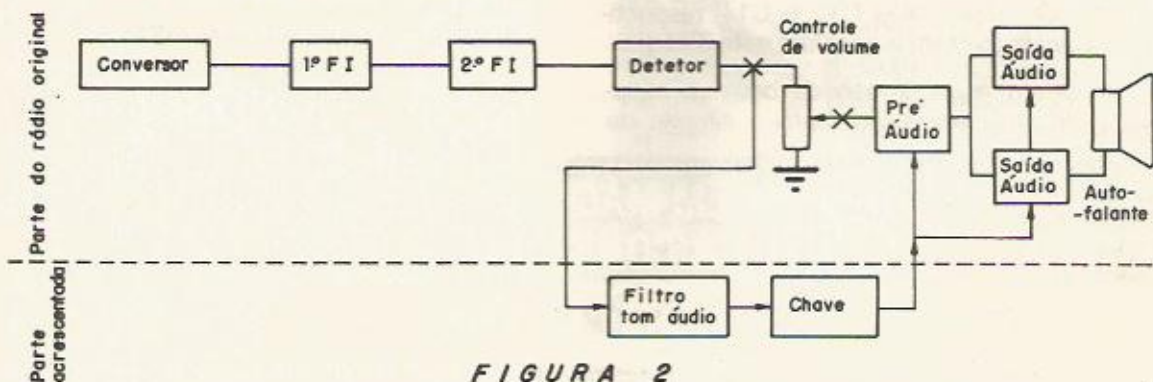 Parte do rádio original
Conversor
1º F I
2.º F I
Detetor
Controle
de volume
Pré
Áudio
Saída
Áudio
Saída
Áudio
Auto-
-falante
Parte
acrescentada
Filtro
tom áudio
Chave
FIGURA 2